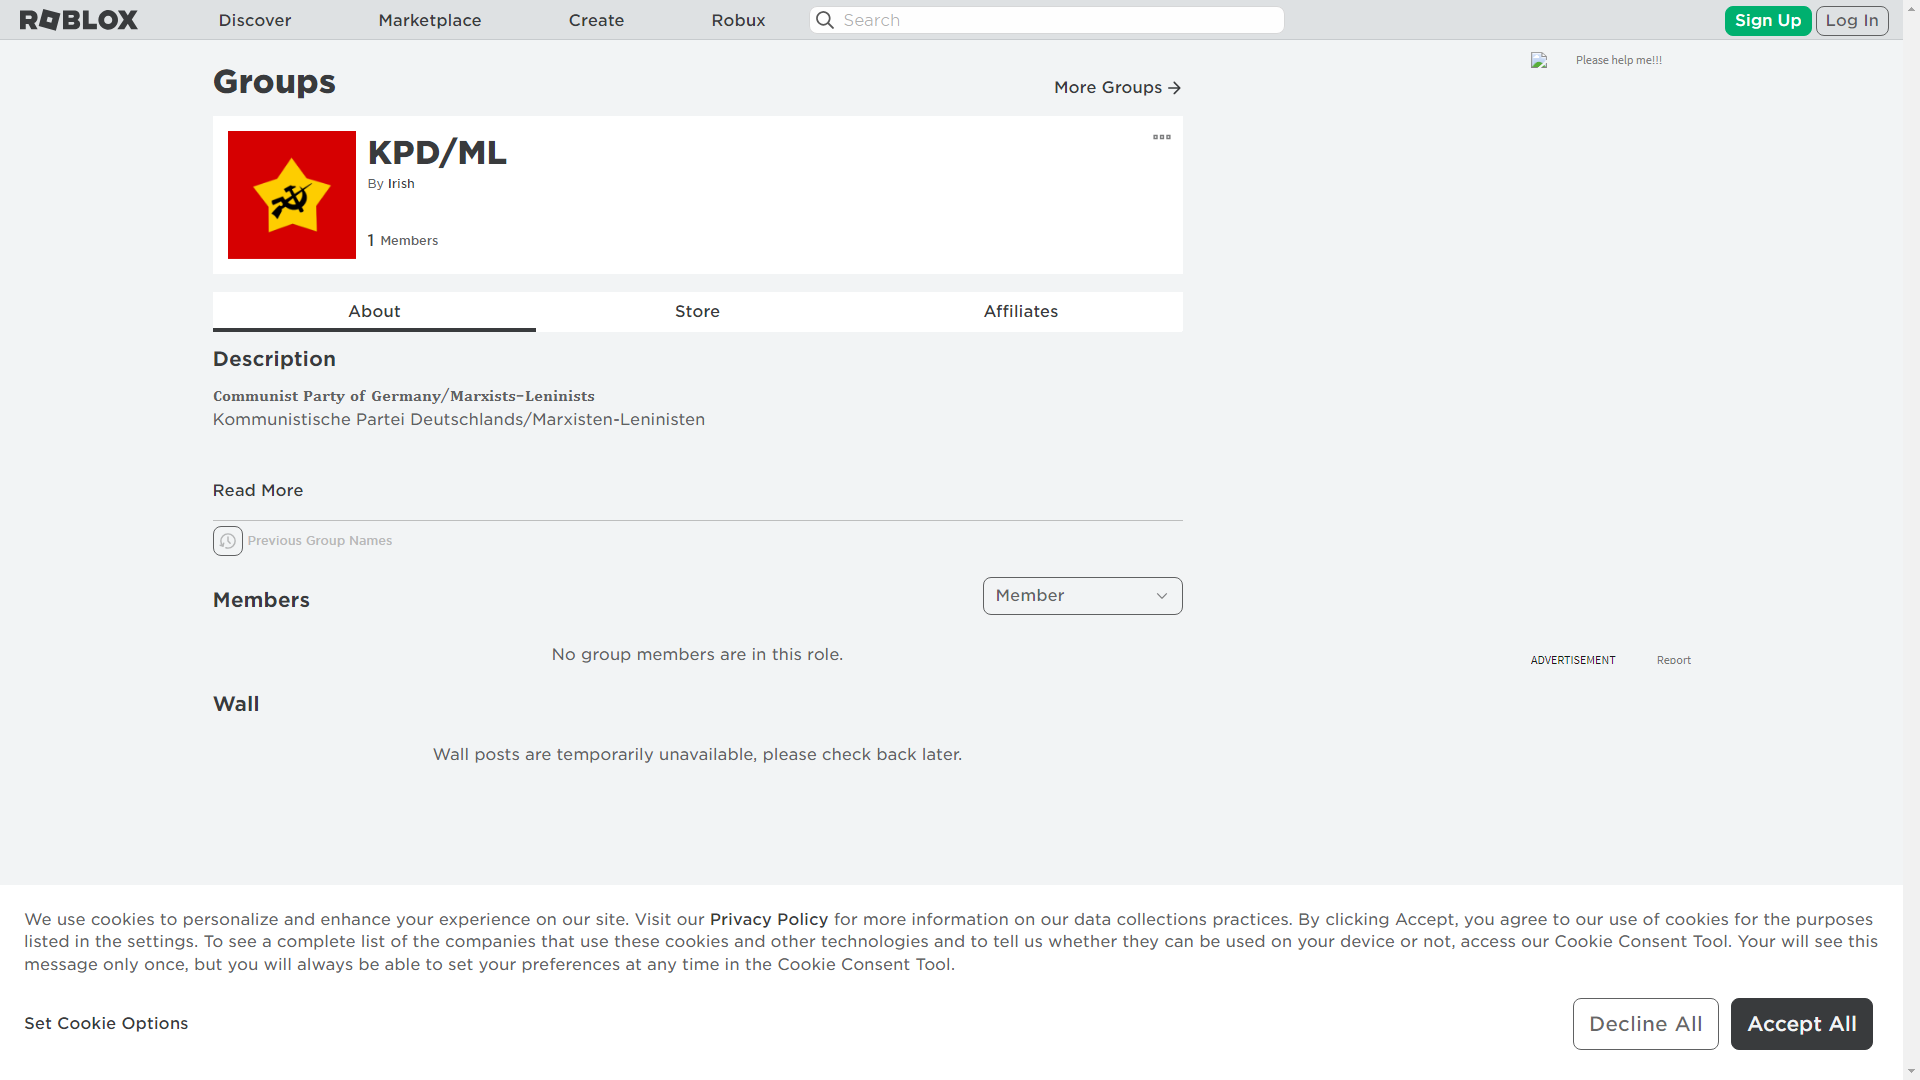 ROBLOX
Discover
Marketplace
Create
Robux
Search
Sign Up
Log In
Groups
More Groups
Please help me!!!
KPD/ML
By Irish
1 Members
About
Store
Affiliates
Description
Communist Party of Germany/Marxists-Leninists
Kommunistische Partei Deutschlands/Marxisten-Leninisten
Read More
Previous Group Names
Members
Member
No group members are in this role.
ADVERTISEMENT
Report
Wall
Wall posts are temporarily unavailable, please check back later.
We use cookies to personalize and enhance your experience on our site. Visit our Privacy Policy for more information on our data collections practices. By clicking Accept, you agree to our use of cookies for the purposes
listed in the settings. To see a complete list of the companies that use these cookies and other technologies and to tell us whether they can be used on your device or not, access our Cookie Consent Tool. Your will see this
message only once, but you will always be able to set your preferences at any time in the Cookie Consent Tool.
Set Cookie Options
Decline All
Accept All